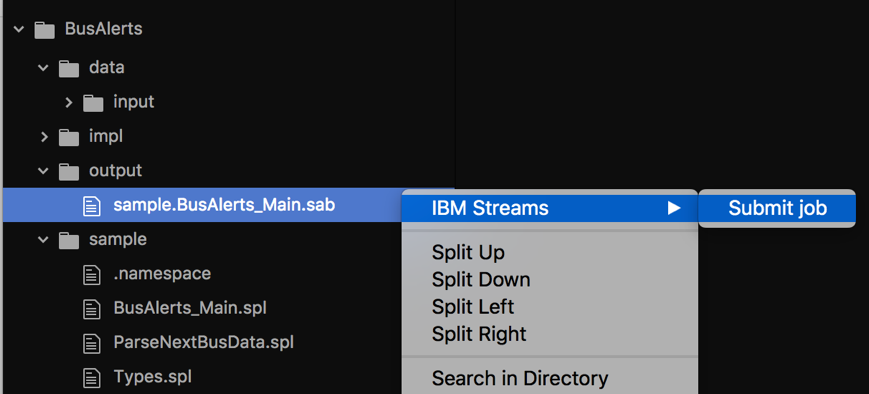 BusAlerts
data
input
impl
output
sample.BusAlerts_Main.sab
IBM Streams
Submit job
sample
Split Up
.namespace
Split Down
BusAlerts_Main.spl
Split Left
ParseNextBusData.spl
Split Right
Types.spl
Search in Directory